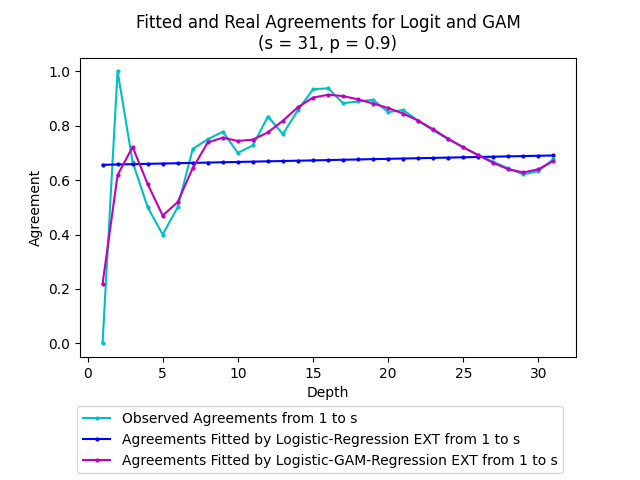 Fitted and Real Agreements for Logit and GAM
(s = 31, p = 0.9)
Agreement
1.0
0.8
0.6
0.4
0.2
0.0
0 5 10 15 20 25 30
Depth
Observed Agreements from 1 to s
Agreements Fitted by Logistic-Regression EXT from 1 to s
Agreements Fitted by Logistic-GAM-Regression EXT from 1 to s